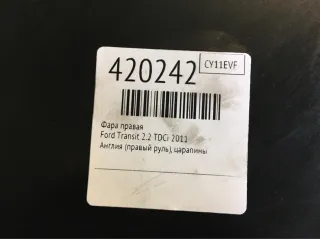 420242
CY11EVF
Фара правая
Ford Transit 2.2 TDCi 2011
Англия (правый руль), царапины